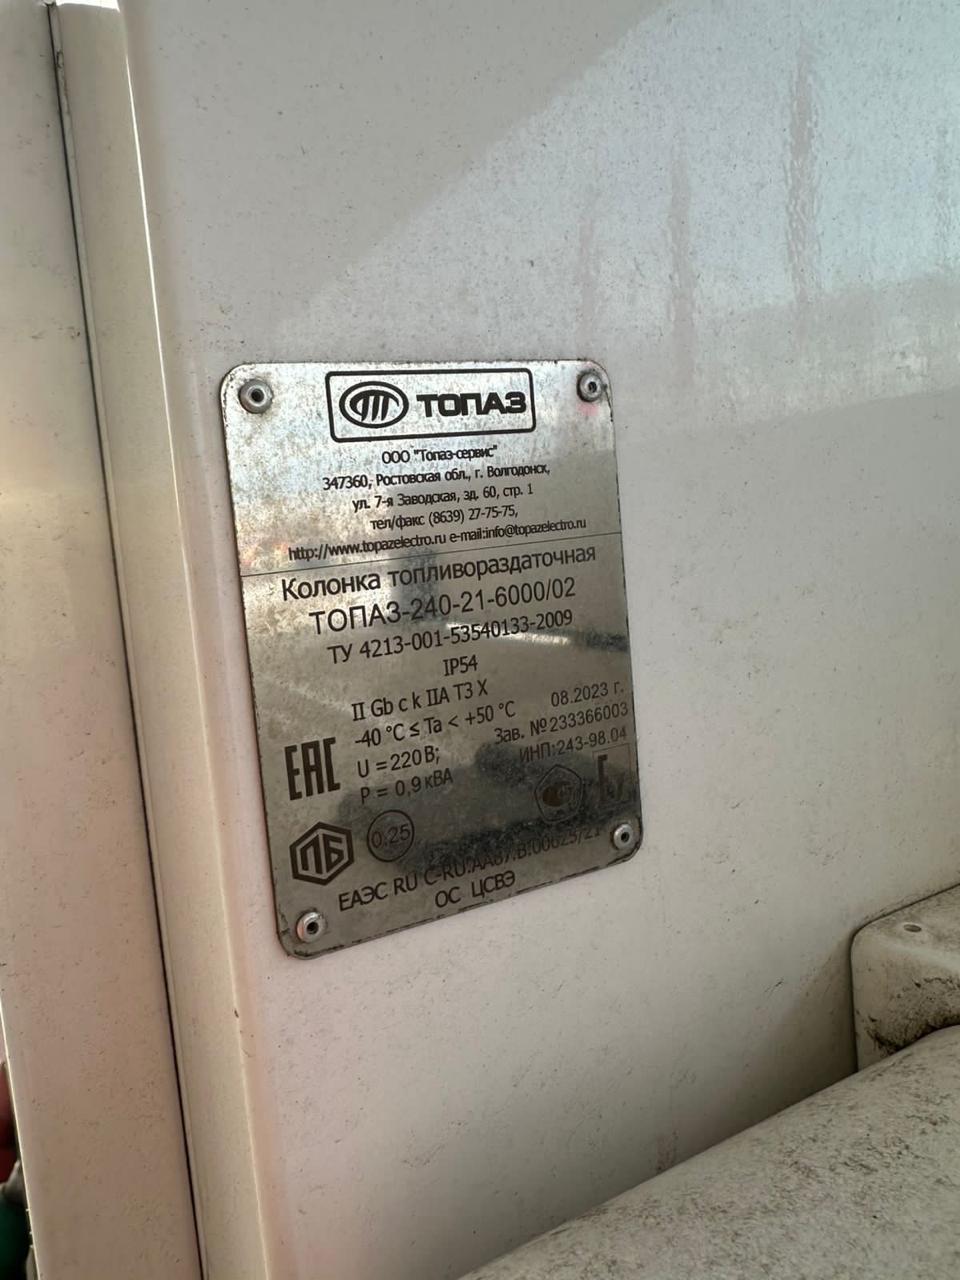 ТОПАЗ
ООО "Топаз-сервис"
347360, Ростовская обл., г. Волгодонск,
ул. 7-я Заводская, зд. 60, стр. 1
тел/факс (8639) 27-75-75,
http://www.topazelectro.ru e-mail:info@topazelectro.ru
Колонка топливораздаточная
ТОПАЗ-240-21-6000/02
ТУ 4213-001-53540133-2009
IP54
II Gb c k IIA T3 X
-40 °C ≤ Ta < +50 °C
08.2023 г.
U = 220 В;
Зав. №233366003
P = 0,9 кВА
ИНП:243-98.04
ЕАС
ПБ
0.25
Ex
ЕАЭС RU C-RU.АА87.В.00625/21
ОС ЦСВЭ